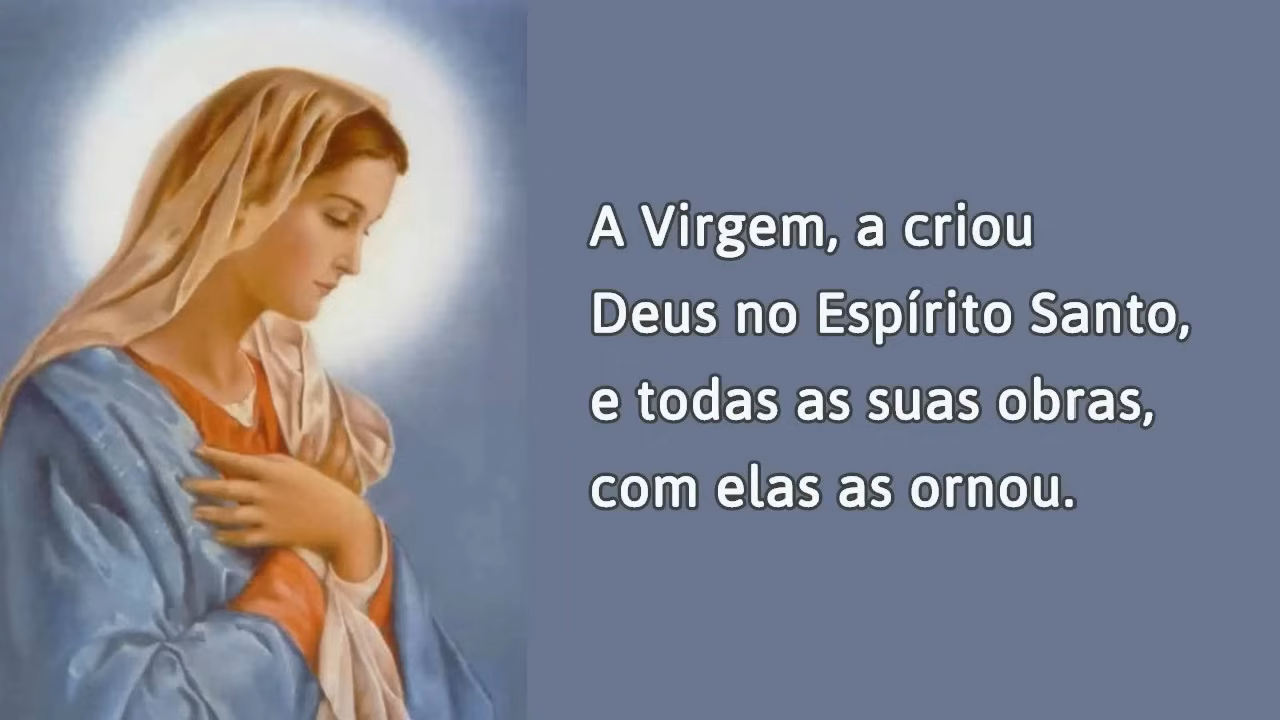 A Virgem, a criou
Deus no Espírito Santo,
e todas as suas obras,
com elas as ornou.